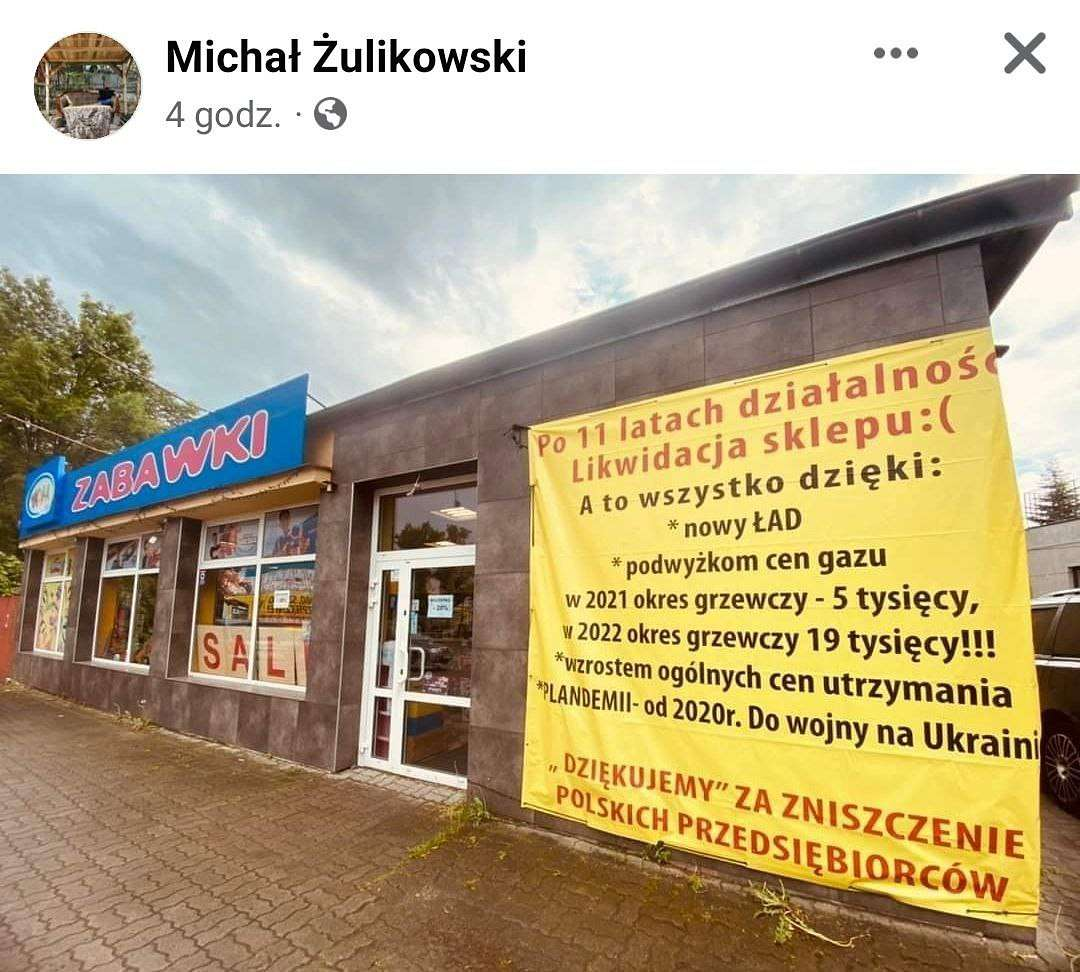 Michał Żulikowski
4 godz. ·
ZABAWKI
SAL
-20%
Po 11 latach działalnośc
Likwidacja sklepu:(
A to wszystko dzięki:
* nowy ŁAD
* podwyżkom cen gazu
w 2021 okres grzewczy - 5 tysięcy,
w 2022 okres grzewczy 19 tysięcy!!!
*wzrostem ogólnych cen utrzymania
*PLANDEMII- od 2020r. Do wojny na Ukraini
„ DZIĘKUJEMY” ZA ZNISZCZENIE
POLSKICH PRZEDSIĘBIORCÓW